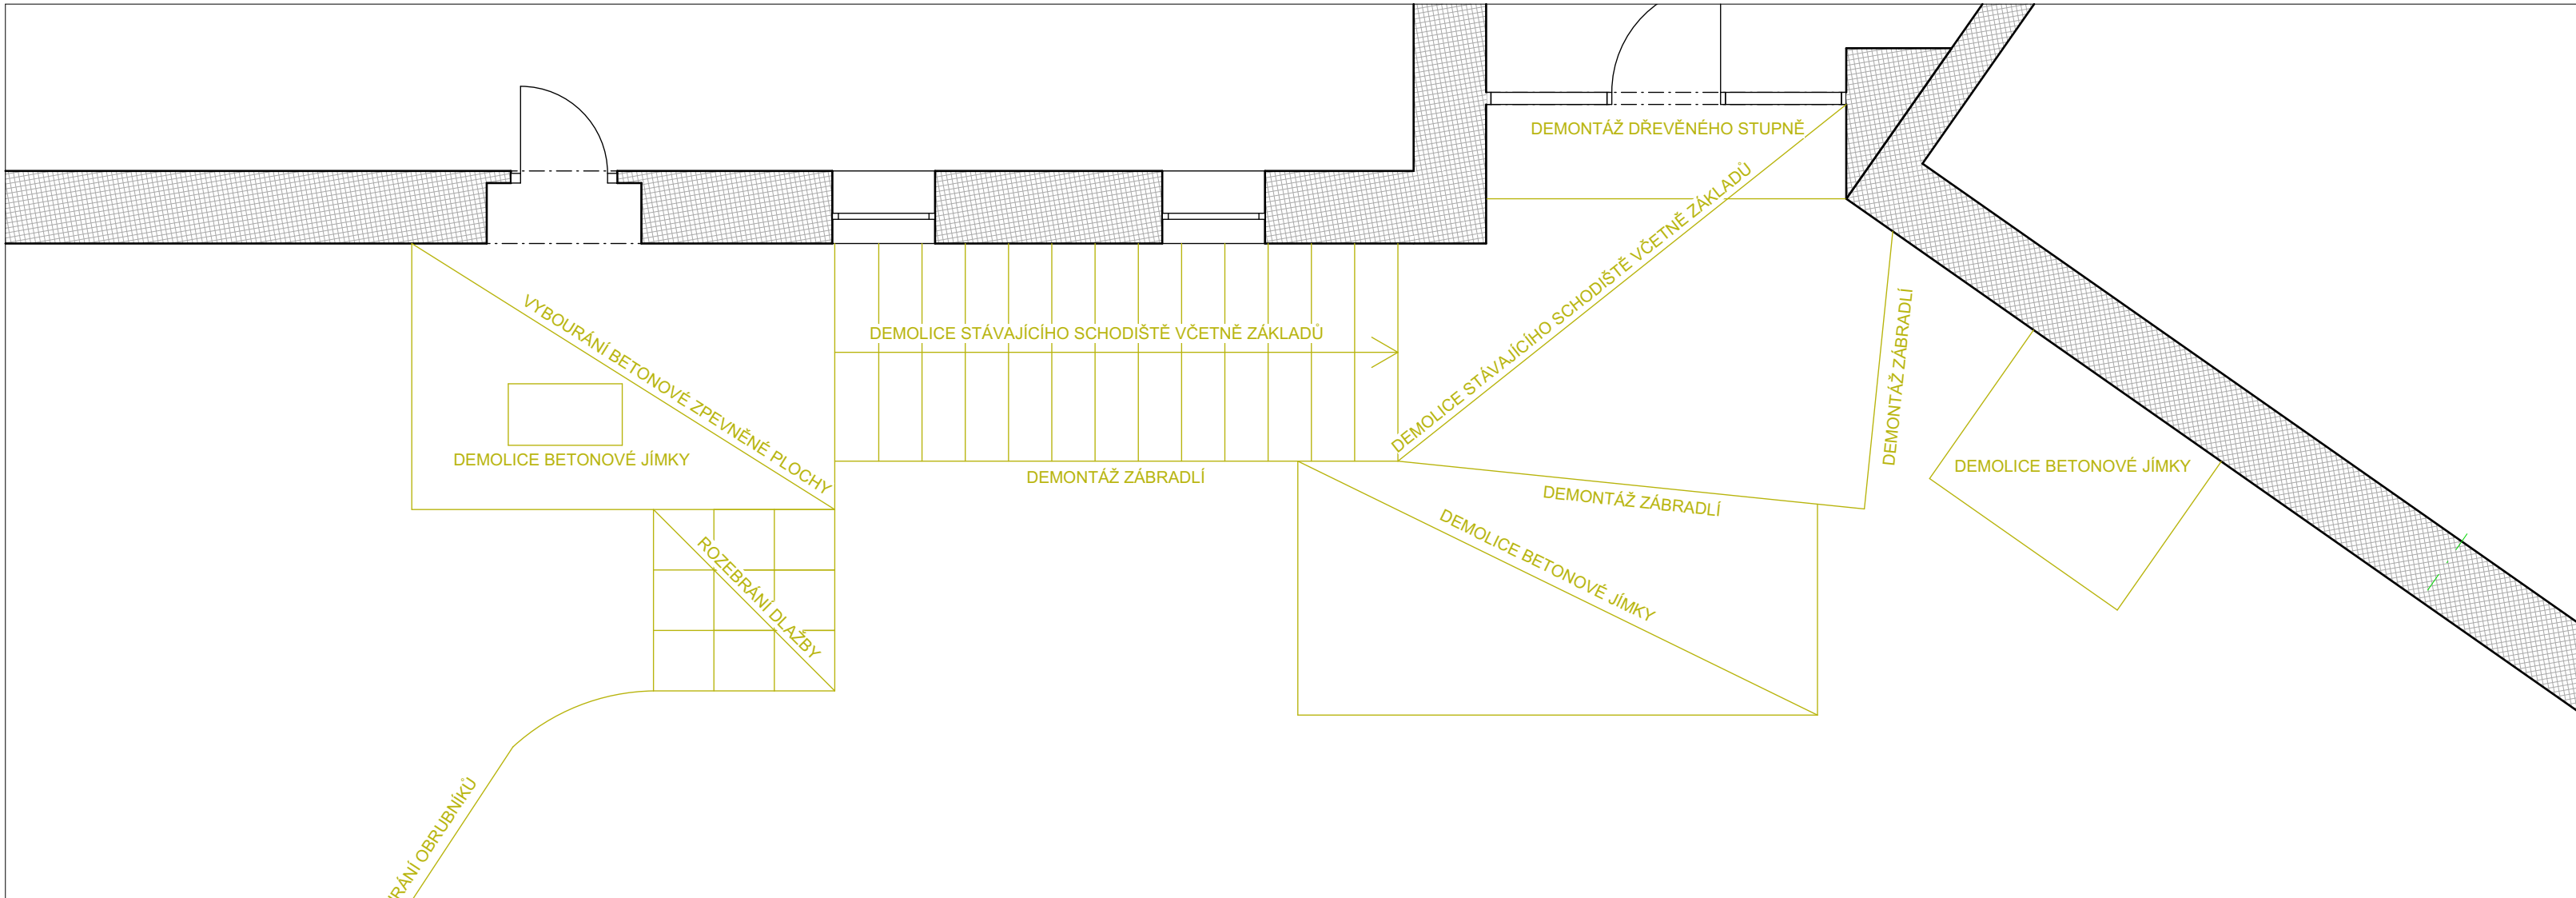 DEMONTÁŽ DŘEVĚNÉHO STUPNĚ
DEMOLICE STÁVAJÍCÍHO SCHODIŠTĚ VČETNĚ ZÁKLADŮ
VYBOURÁNÍ BETONOVÉ ZPEVNĚNÉ PLOCHY
DEMOLICE STÁVAJÍCÍHO SCHODIŠTĚ VČETNĚ ZÁKLADŮ
DEMONTÁŽ ZÁBRADLÍ
DEMOLICE BETONOVÉ JÍMKY
DEMONTÁŽ ZÁBRADLÍ
DEMOLICE BETONOVÉ JÍMKY
DEMONTÁŽ ZÁBRADLÍ
DEMOLICE BETONOVÉ JÍMKY
ROZEBRÁNÍ DLAŽBY
OBRUBNÍKŮ